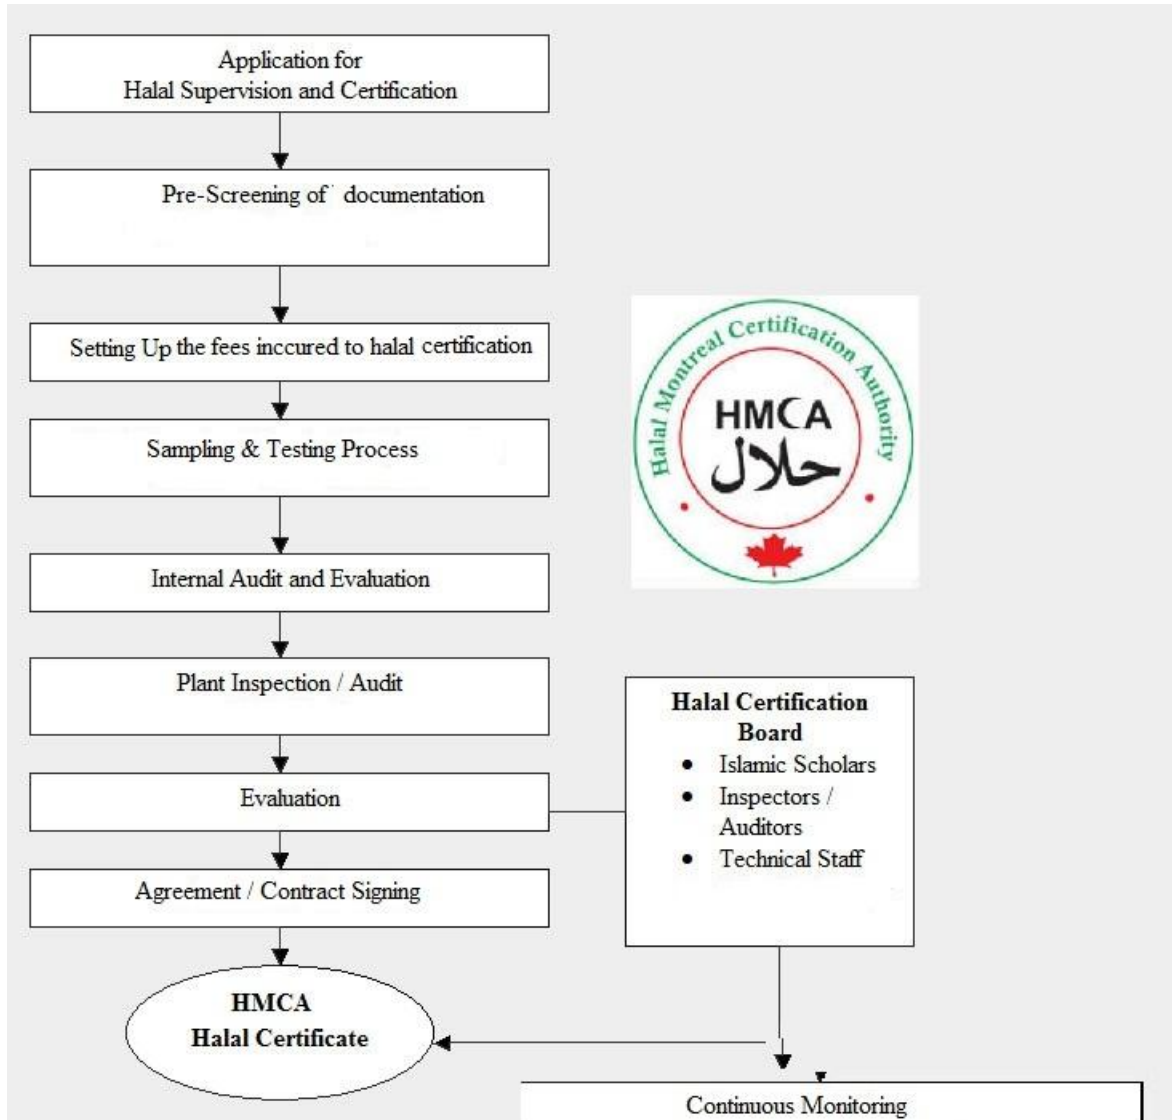 Application for
Halal Supervision and Certification
Pre-Screening of documentation
Setting Up the fees inccured to halal certification
Sampling & Testing Process
Internal Audit and Evaluation
Plant Inspection / Audit
Evaluation
Agreement / Contract Signing
HMCA
Halal Certificate
Halal Montreal Certification Authority
HMCA
حلال
Halal Certification
Board
• Islamic Scholars
• Inspectors /
Auditors
• Technical Staff
Continuous Monitoring